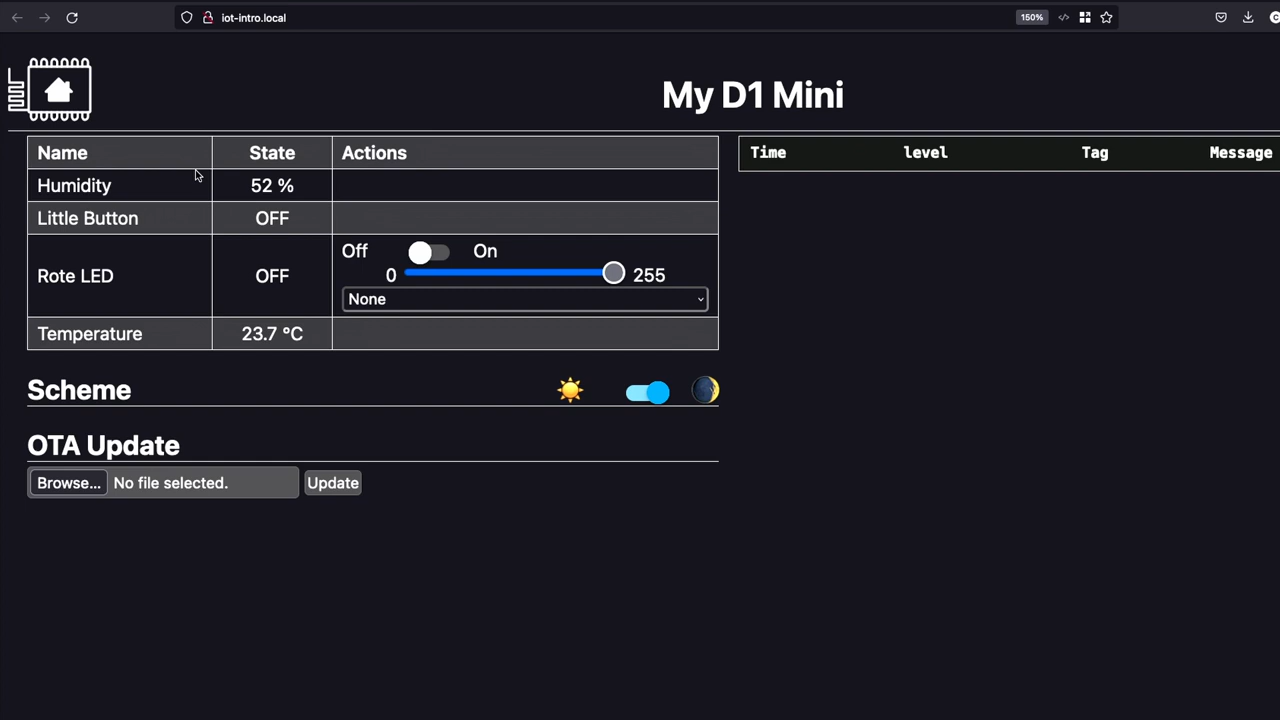 iot-intro.local
150%
My D1 Mini
Name State Actions
Humidity 52 %
Little Button OFF
Rote LED OFF Off On
0 255
None
Temperature 23.7 °C
Scheme
OTA Update
Browse... No file selected. Update
Time level Tag Message